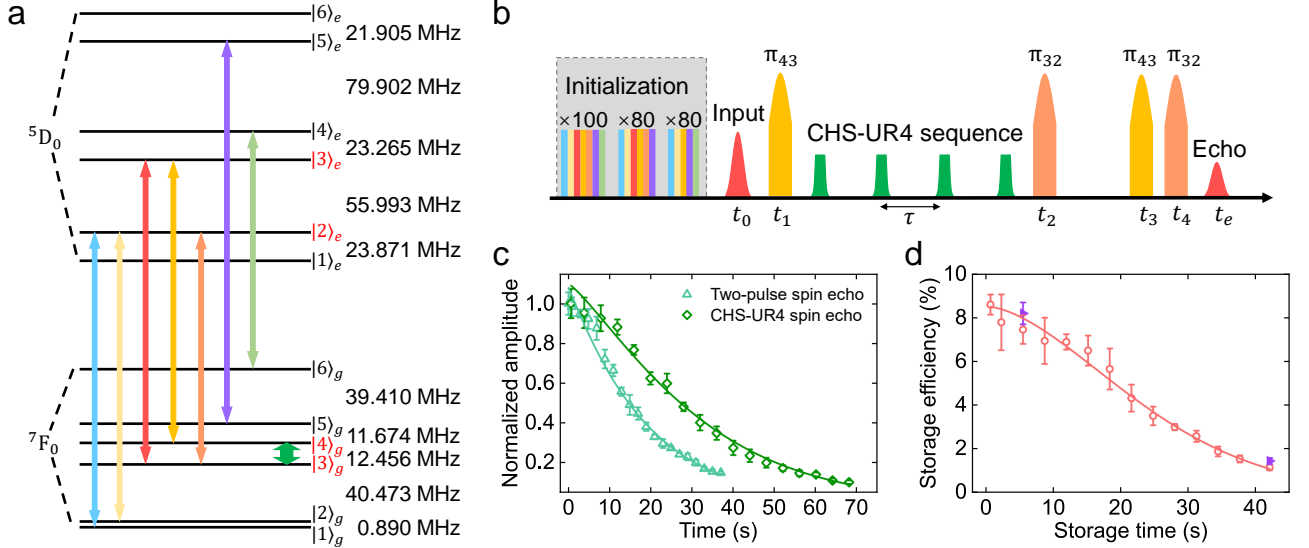 a
|6⟩e
21.905 MHz
|5⟩e
79.902 MHz
⁵D₀
|4⟩e
23.265 MHz
|3⟩e
55.993 MHz
|2⟩e
23.871 MHz
|1⟩e
|6⟩g
39.410 MHz
⁷F₀
|5⟩g
11.674 MHz
|4⟩g
12.456 MHz
|3⟩g
40.473 MHz
|2⟩g
0.890 MHz
|1⟩g
b
Initialization
×100 ×80 ×80
Input
π₄₃
CHS-UR4 sequence
π₃₂
π₄₃ π₃₂
Echo
τ
t₀ t₁ t₂ t₃ t₄ tₑ
c
Normalized amplitude
1.0
0.8
0.6
0.4
0.2
Two-pulse spin echo
CHS-UR4 spin echo
0 10 20 30 40 50 60 70
Time (s)
d
Storage efficiency (%)
10
8
6
4
2
0
0 10 20 30 40
Storage time (s)